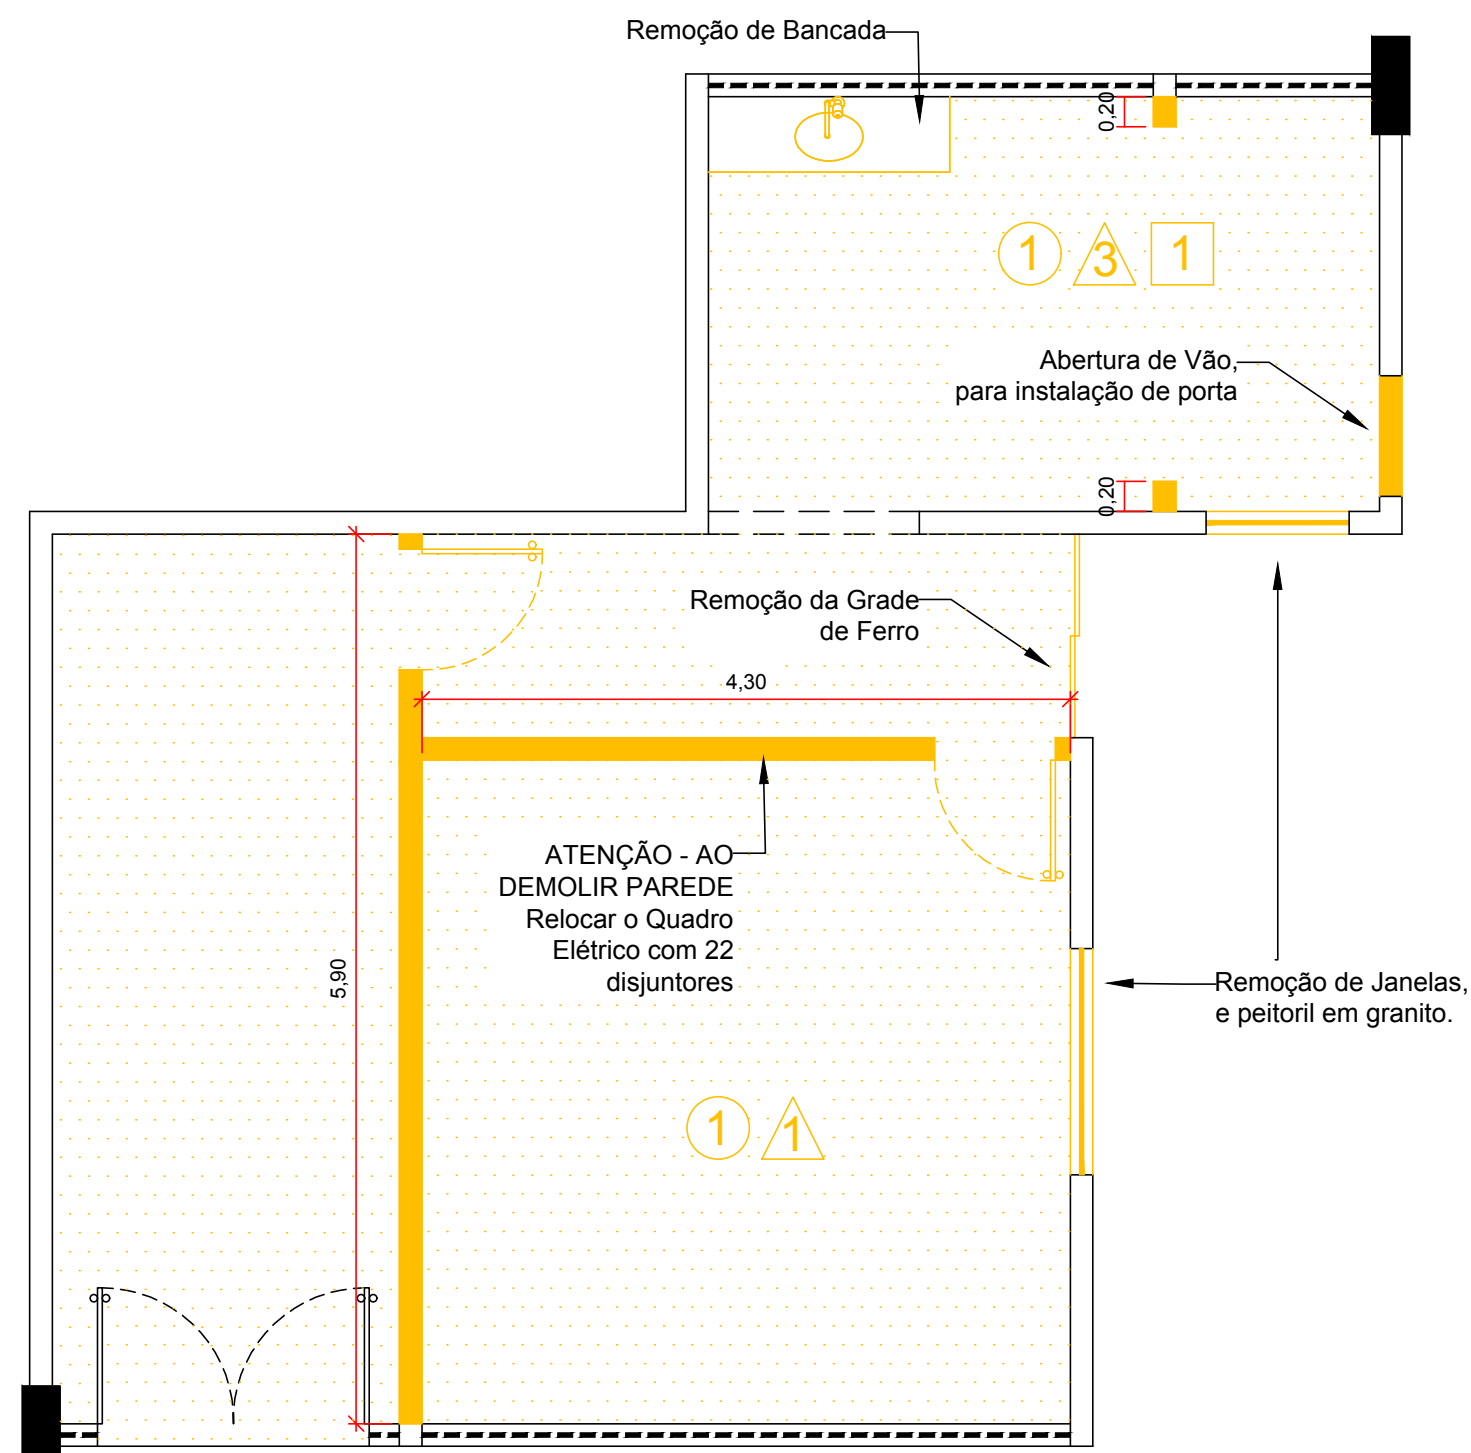 Remoção de Bancada
0,20
1
3
1
Abertura de Vão,
para instalação de porta
0,20
Remoção da Grade
de Ferro
4,30
ATENÇÃO - AO
DEMOLIR PAREDE
Relocar o Quadro
Elétrico com 22
disjuntores
5,90
Remoção de Janelas,
e peitoril em granito.
1
1